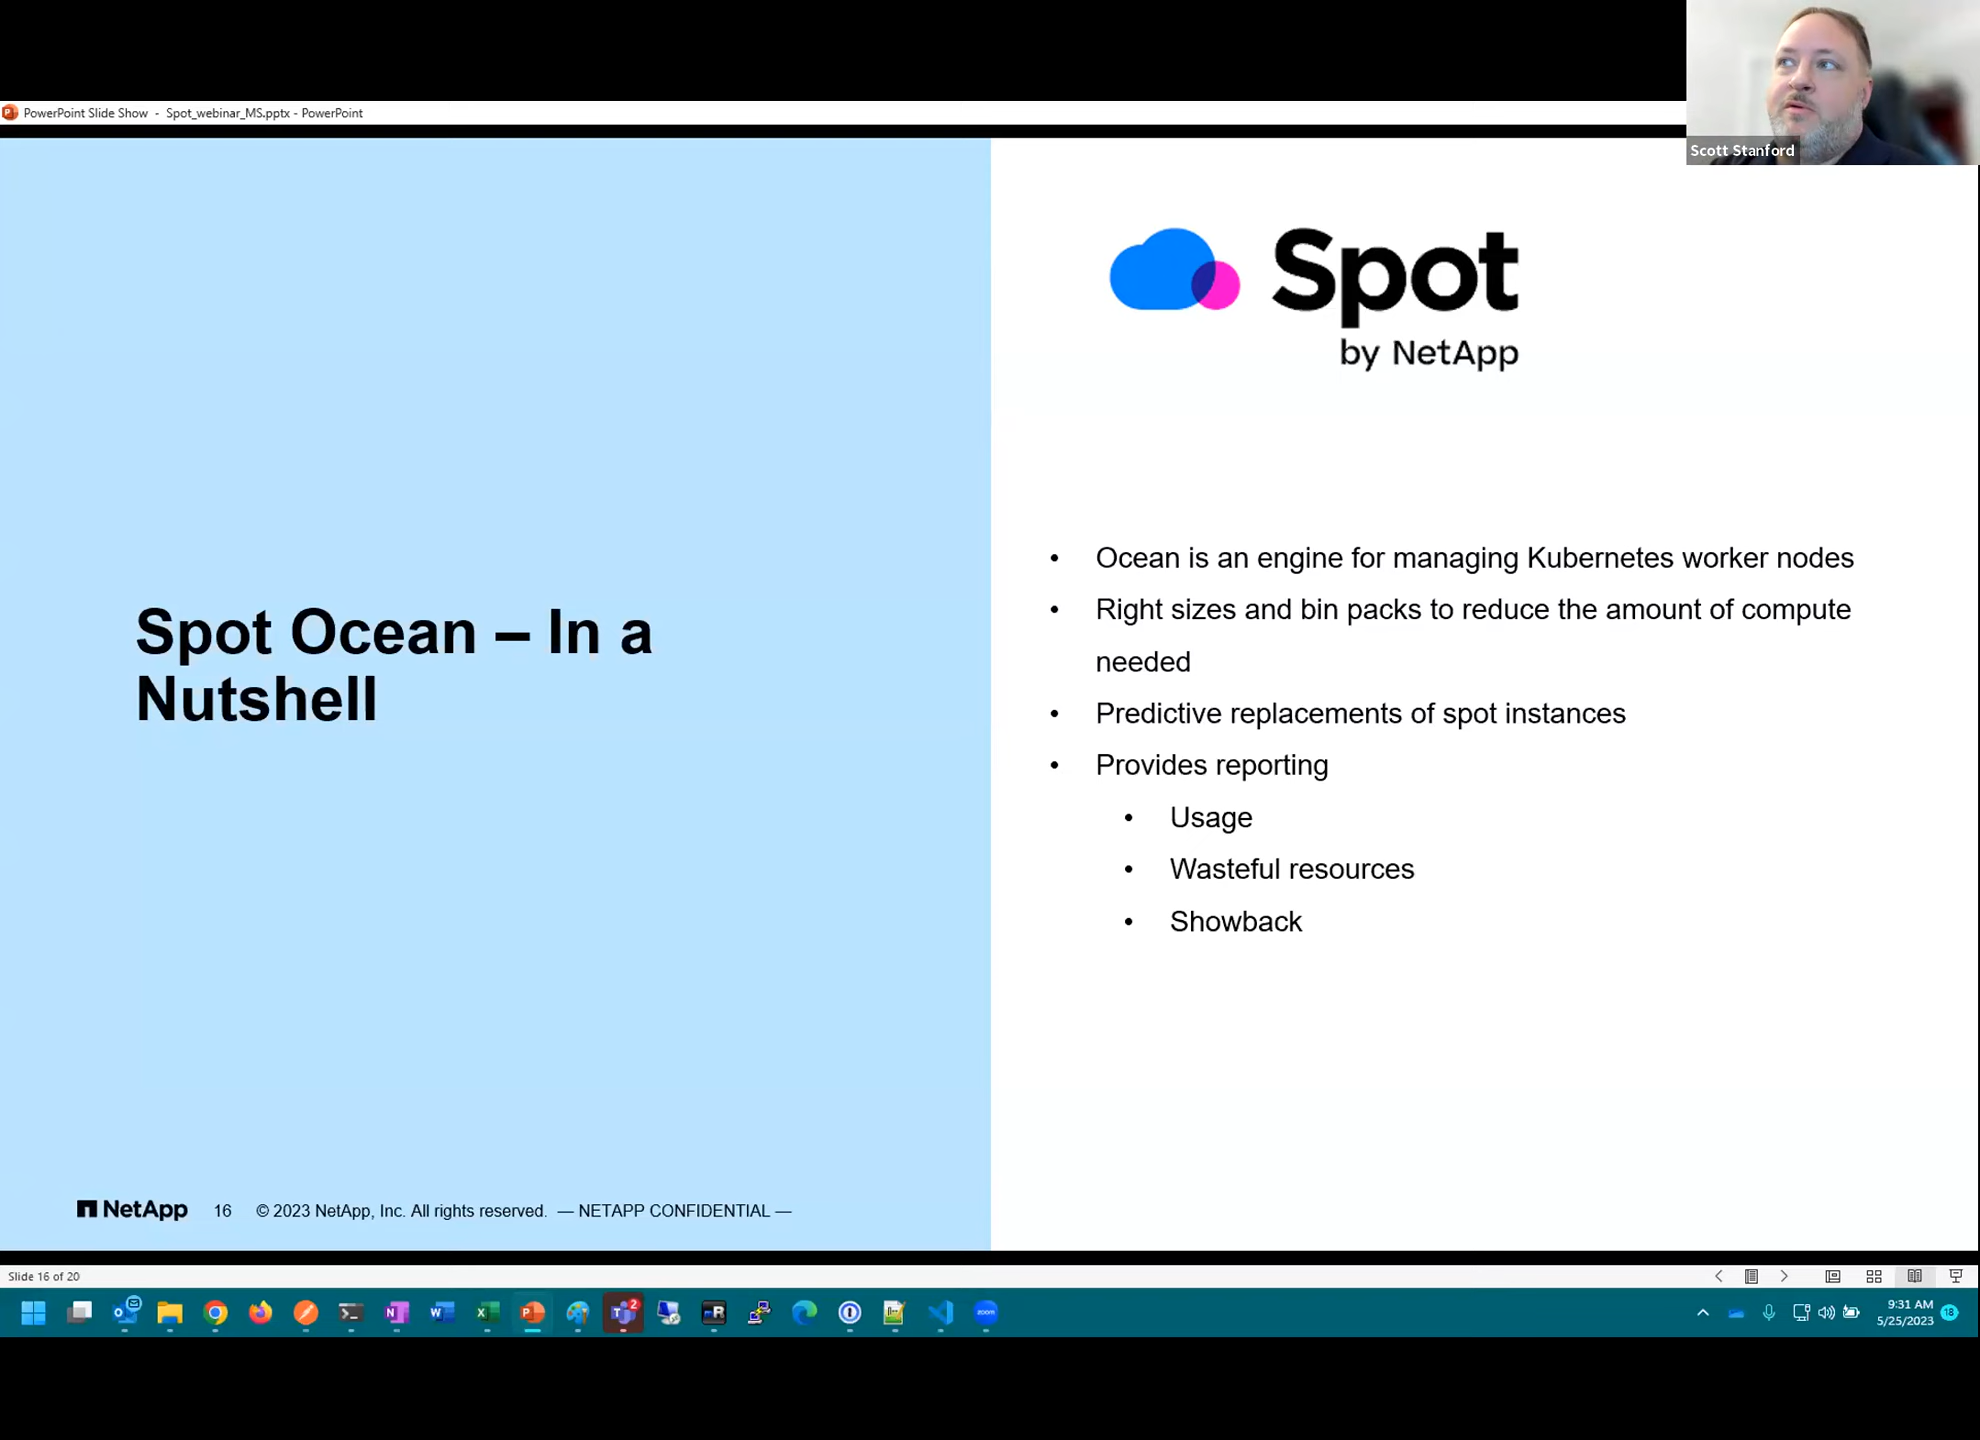 PowerPoint Slide Show - Spot_webinar_MS.pptx - PowerPoint
Scott Stanford
Spot
by NetApp
Spot Ocean – In a
Nutshell
• Ocean is an engine for managing Kubernetes worker nodes
• Right sizes and bin packs to reduce the amount of compute
needed
• Predictive replacements of spot instances
• Provides reporting
• Usage
• Wasteful resources
• Showback
NetApp 16 © 2023 NetApp, Inc. All rights reserved. — NETAPP CONFIDENTIAL —
Slide 16 of 20
2
zoom
9:31 AM
5/25/2023
18